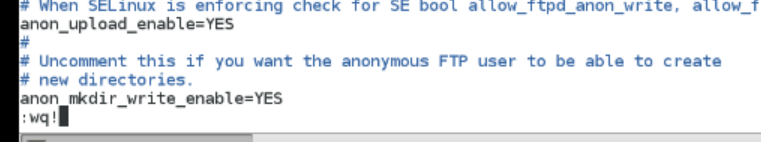 # When SELinux is enforcing check for SE bool allow_ftpd_anon_write, allow_f
anon_upload_enable=YES
#
# Uncomment this if you want the anonymous FTP user to be able to create
# new directories.
anon_mkdir_write_enable=YES
:wq!